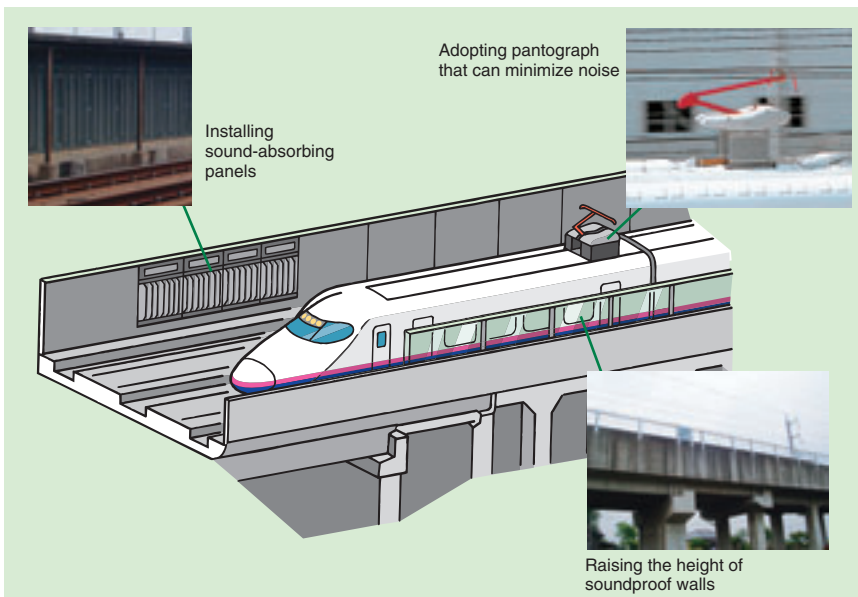 Adopting pantograph
that can minimize noise
Installing
sound-absorbing
panels
Raising the height of
soundproof walls